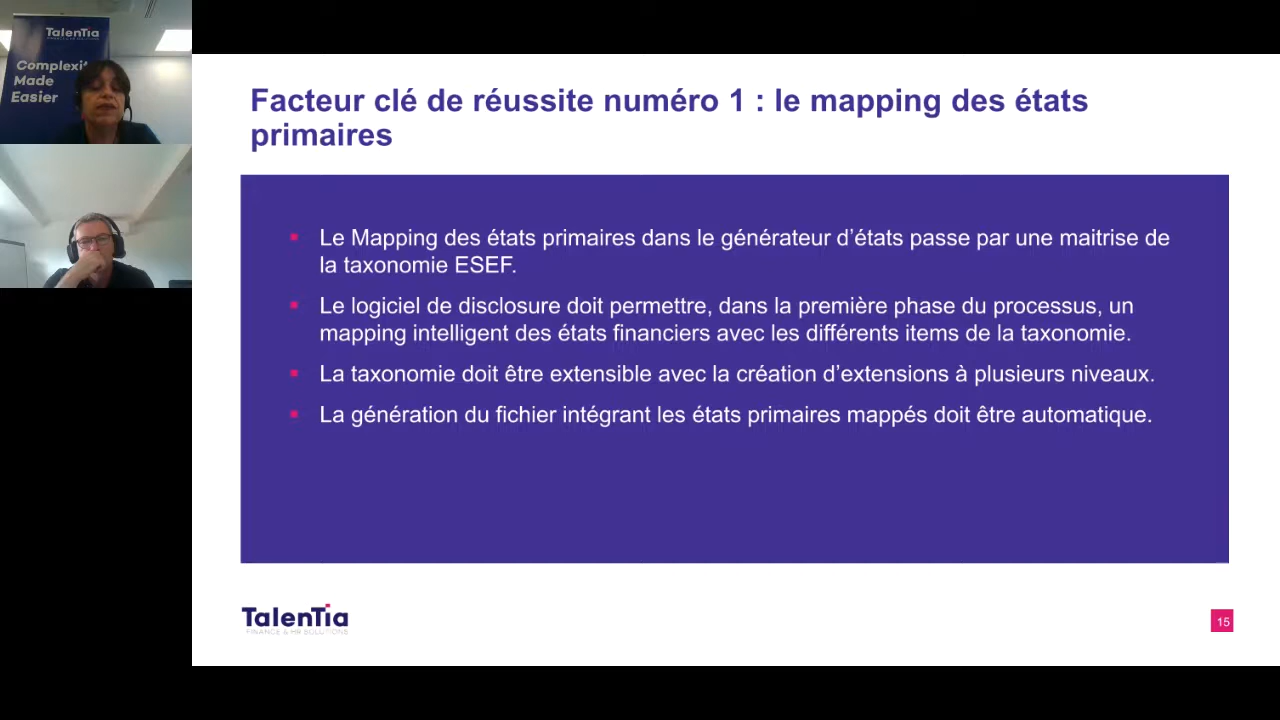 TalenTia
Complexit
Made
Easier
Facteur clé de réussite numéro 1 : le mapping des états
primaires
Le Mapping des états primaires dans le générateur d’états passe par une maitrise de
la taxonomie ESEF.
Le logiciel de disclosure doit permettre, dans la première phase du processus, un
mapping intelligent des états financiers avec les différents items de la taxonomie.
La taxonomie doit être extensible avec la création d’extensions à plusieurs niveaux.
La génération du fichier intégrant les états primaires mappés doit être automatique.
TalenTia
FINANCE & HR SOLUTIONS
15